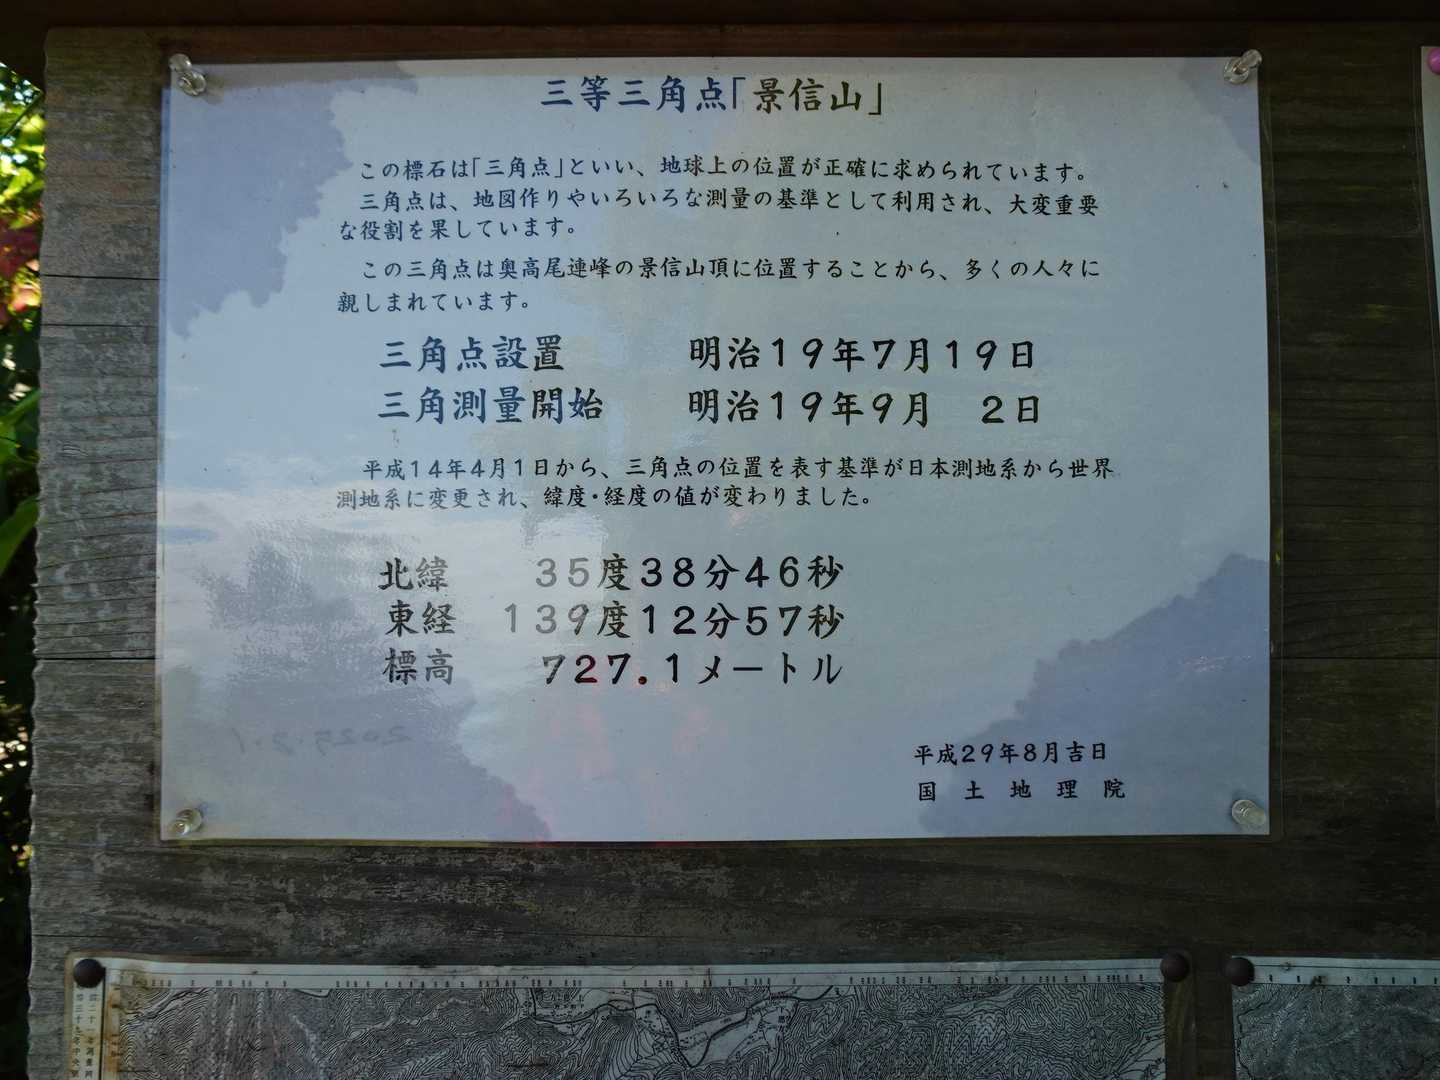 三等三角点「景信山」
この標石は「三角点」といい、地球上の位置が正確に求められています。
三角点は、地図作りやいろいろな測量の基準として利用され、大変重要
な役割を果しています。
この三角点は奥高尾連峰の景信山頂に位置することから、多くの人々に
親しまれています。
三角点設置 明治19年7月19日
三角測量開始 明治19年9月 2日
平成14年4月1日から、三角点の位置を表す基準が日本測地系から世界
測地系に変更され、緯度・経度の値が変わりました。
北緯 35度38分46秒
東経 139度12分57秒
標高 727.1メートル
平成29年8月吉日
国土地理院